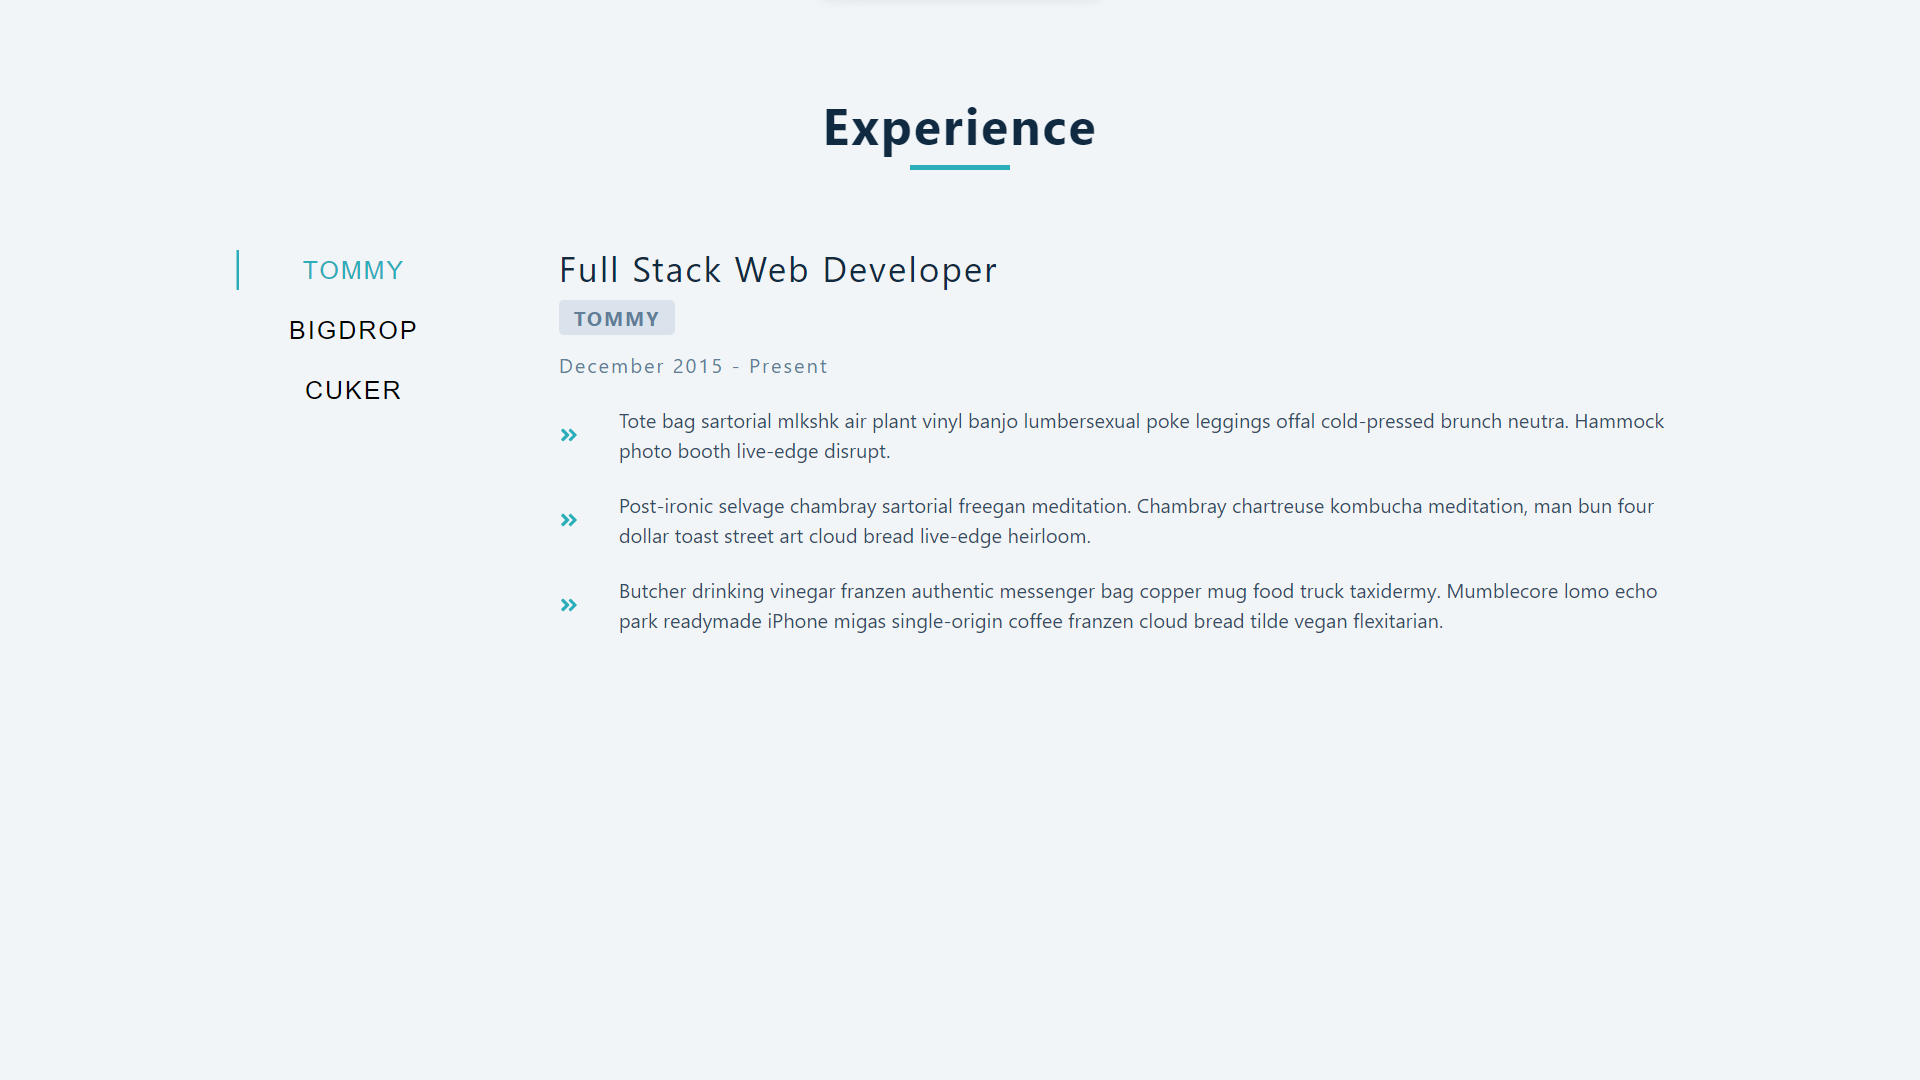 Experience
TOMMY
BIGDROP
CUKER
Full Stack Web Developer
TOMMY
December 2015 - Present
Tote bag sartorial mlkshk air plant vinyl banjo lumbersexual poke leggings offal cold-pressed brunch neutra. Hammock
photo booth live-edge disrupt.
Post-ironic selvage chambray sartorial freegan meditation. Chambray chartreuse kombucha meditation, man bun four
dollar toast street art cloud bread live-edge heirloom.
Butcher drinking vinegar franzen authentic messenger bag copper mug food truck taxidermy. Mumblecore lomo echo
park readymade iPhone migas single-origin coffee franzen cloud bread tilde vegan flexitarian.